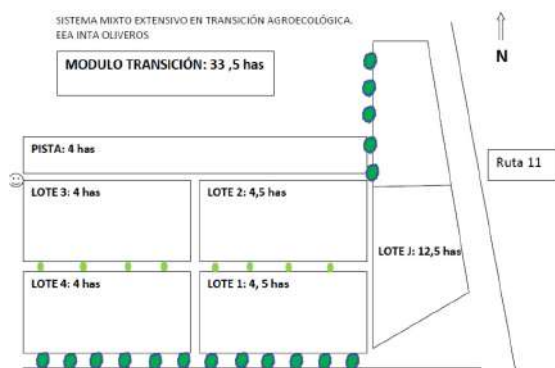 SISTEMA MIXTO EXTENSIVO EN TRANSICIÓN AGROECOLÓGICA.
EEA INTA OLIVEROS
MODULO TRANSICIÓN: 33 ,5 has
N
PISTA: 4 has
Ruta 11
LOTE 3: 4 has
LOTE 2: 4,5 has
LOTE J: 12,5 has
LOTE 4: 4 has
LOTE 1: 4, 5 has